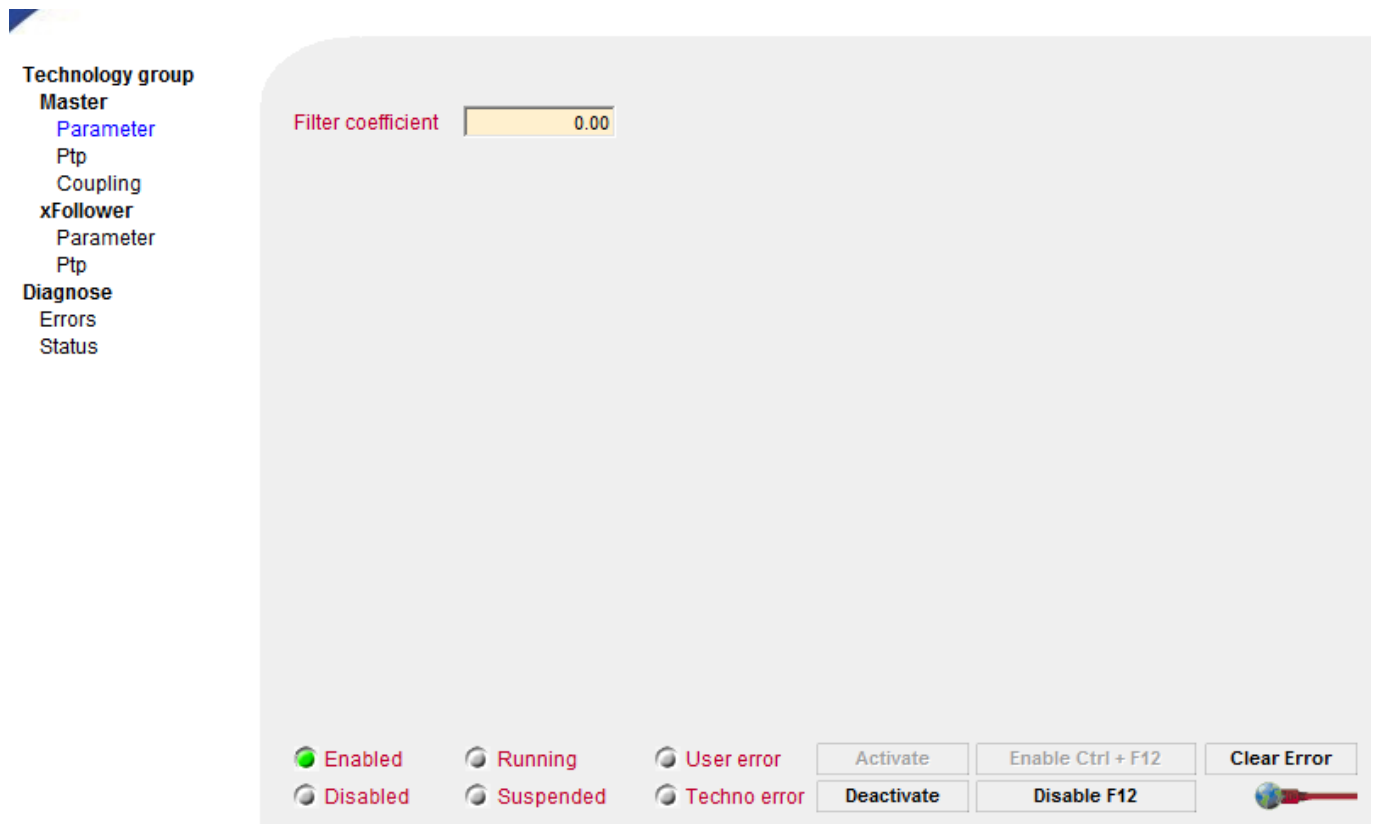 Technology group
Master
Parameter
Ptp
Coupling
xFollower
Parameter
Ptp
Diagnose
Errors
Status
Filter coefficient 0.00
Enabled Running User error Activate Enable Ctrl + F12 Clear Error
Disabled Suspended Techno error Deactivate Disable F12